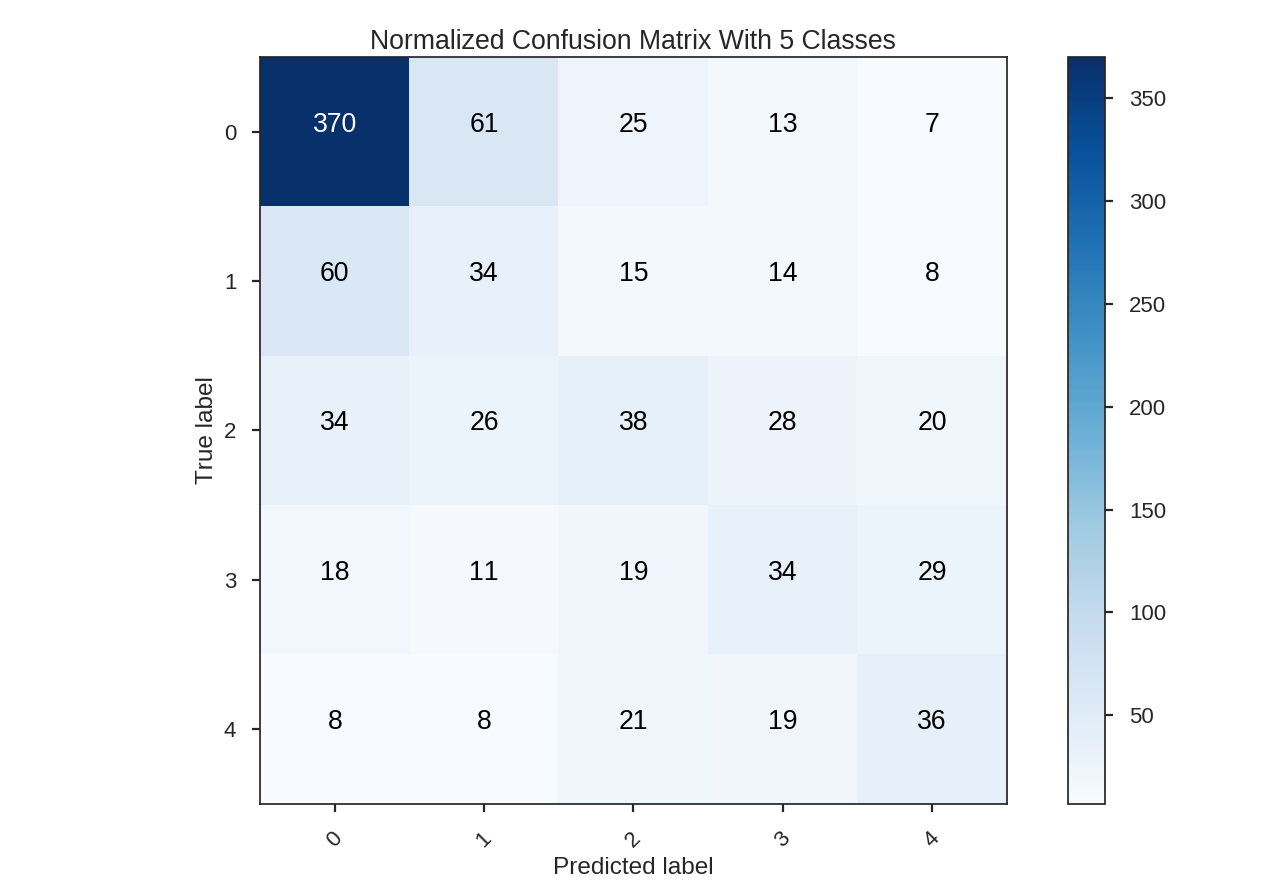 Normalized Confusion Matrix With 5 Classes
0 370 61 25 13 7
1 60 34 15 14 8
2 34 26 38 28 20
3 18 11 19 34 29
4 8 8 21 19 36
0 1 2 3 4
True label
Predicted label
350
300
250
200
150
100
50